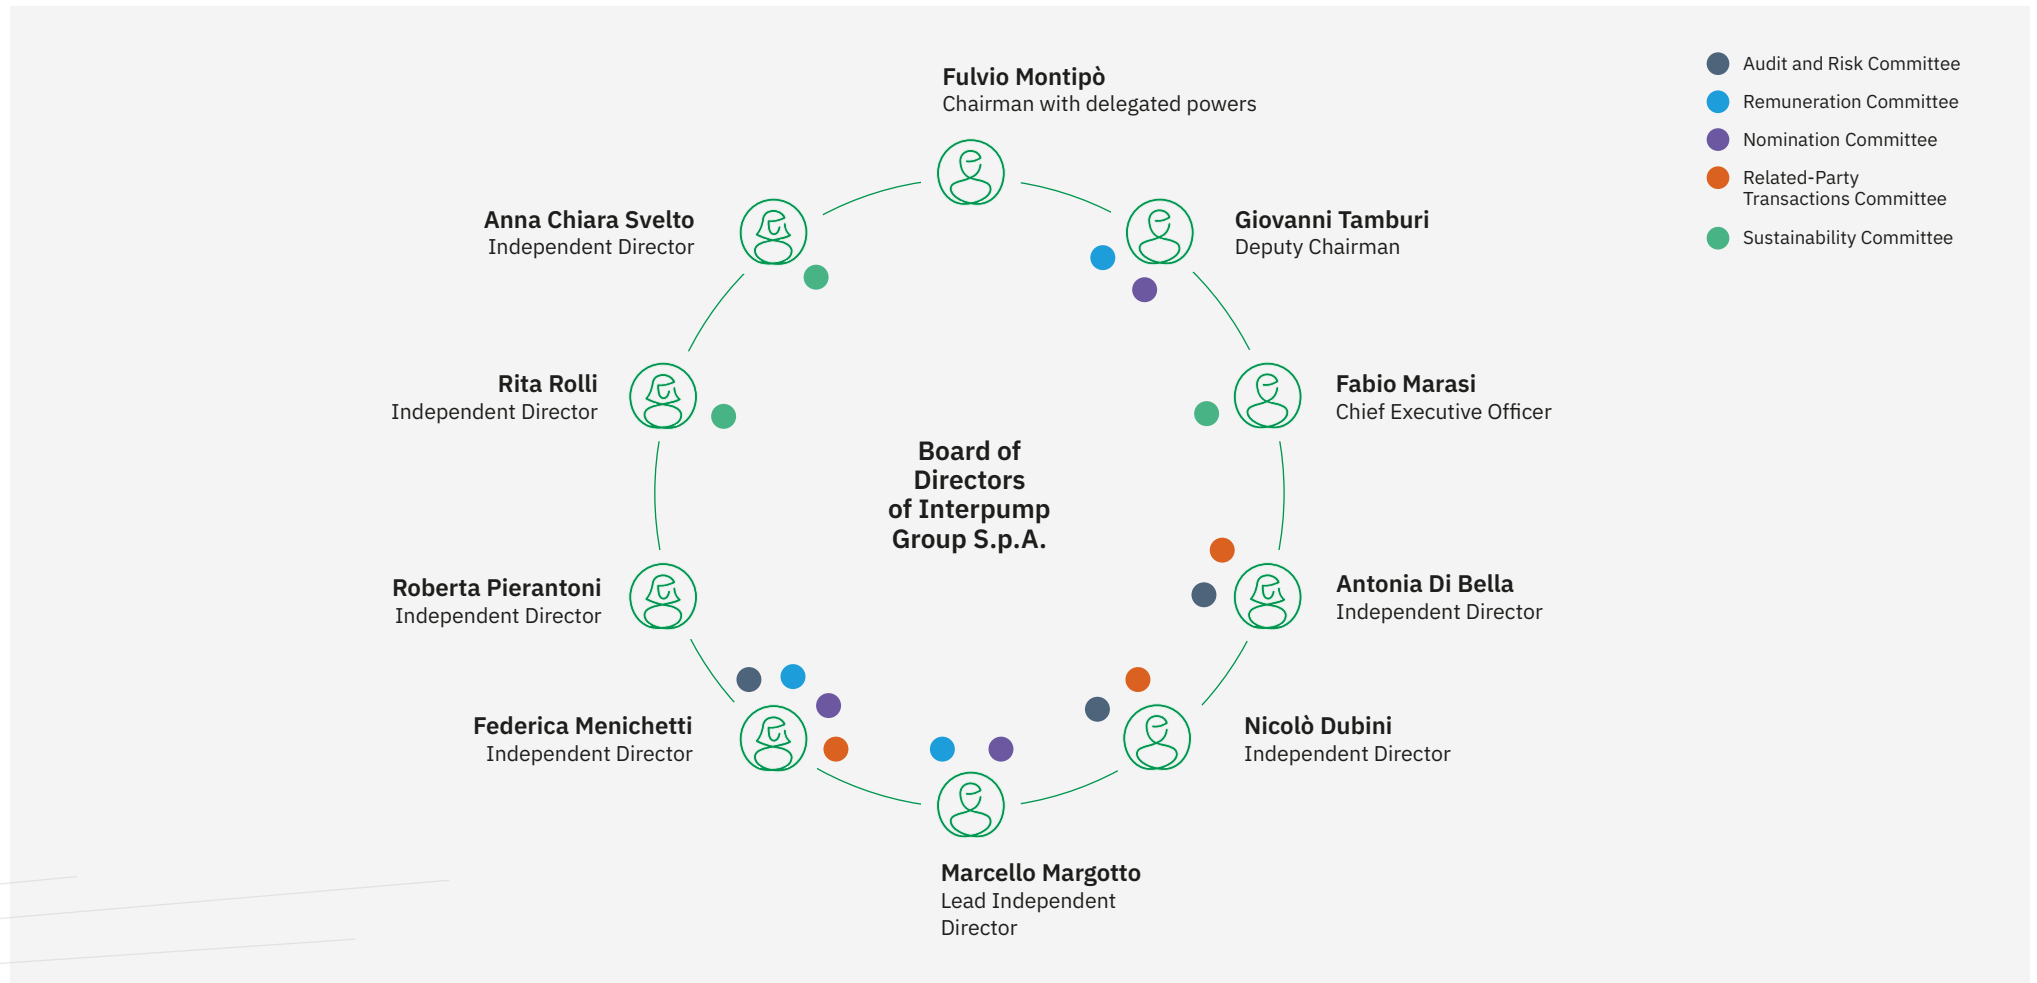 Fulvio Montipò
Chairman with delegated powers
Audit and Risk Committee
Remuneration Committee
Nomination Committee
Related-Party
Transactions Committee
Sustainability Committee
Anna Chiara Svelto
Independent Director
Giovanni Tamburi
Deputy Chairman
Rita Rolli
Independent Director
Fabio Marasi
Chief Executive Officer
Board of
Directors
of Interpump
Group S.p.A.
Roberta Pierantoni
Independent Director
Antonia Di Bella
Independent Director
Federica Menichetti
Independent Director
Nicolò Dubini
Independent Director
Marcello Margotto
Lead Independent
Director